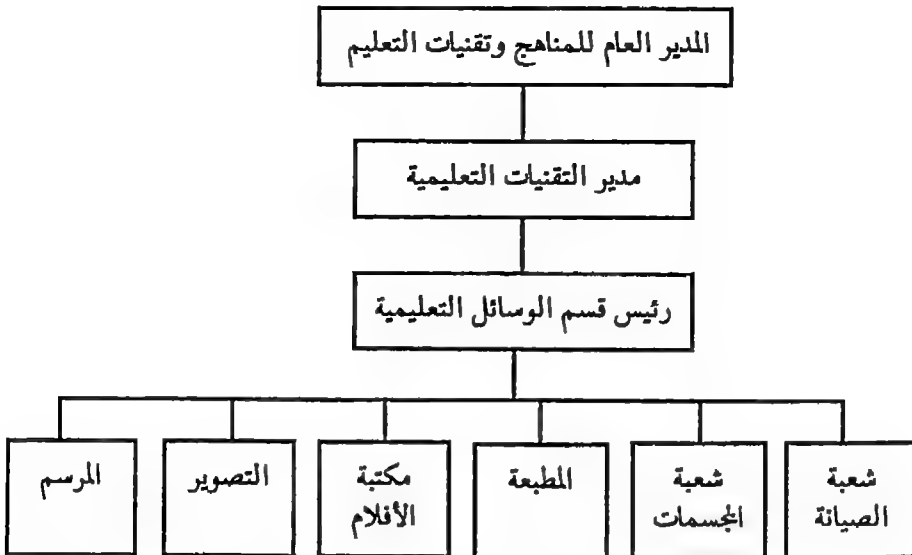 المدير العام للمناهج وتقنيات التعليم
مدير التقنيات التعليمية
رئيس قسم الوسائل التعليمية
شعبة
الصيانة
شعبة
المجسمات
المطبعة
مكتبة
الأفلام
التصوير
المرسم